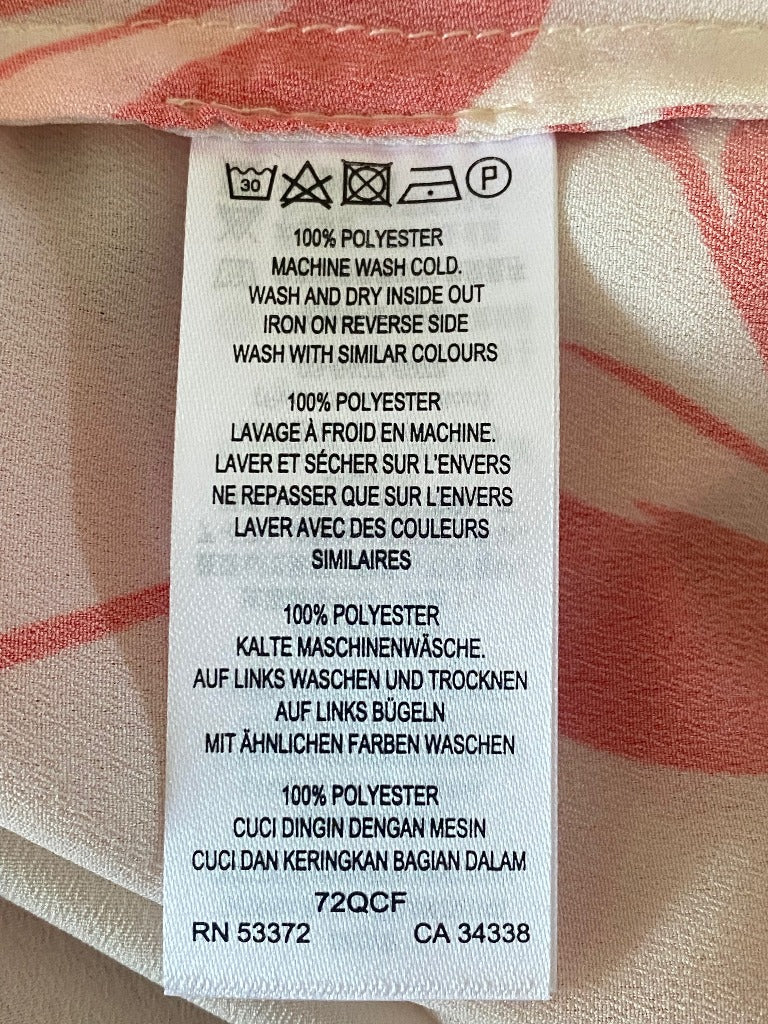 30 P
100% POLYESTER
MACHINE WASH COLD.
WASH AND DRY INSIDE OUT
IRON ON REVERSE SIDE
WASH WITH SIMILAR COLOURS
100% POLYESTER
LAVAGE À FROID EN MACHINE.
LAVER ET SÉCHER SUR L'ENVERS
NE REPASSER QUE SUR L'ENVERS
LAVER AVEC DES COULEURS
SIMILAIRES
100% POLYESTER
KALTE MASCHINENWÄSCHE.
AUF LINKS WASCHEN UND TROCKNEN
AUF LINKS BÜGELN
MIT ÄHNLICHEN FARBEN WASCHEN
100% POLYESTER
CUCI DINGIN DENGAN MESIN
CUCI DAN KERINGKAN BAGIAN DALAM
72QCF
RN 53372 CA 34338